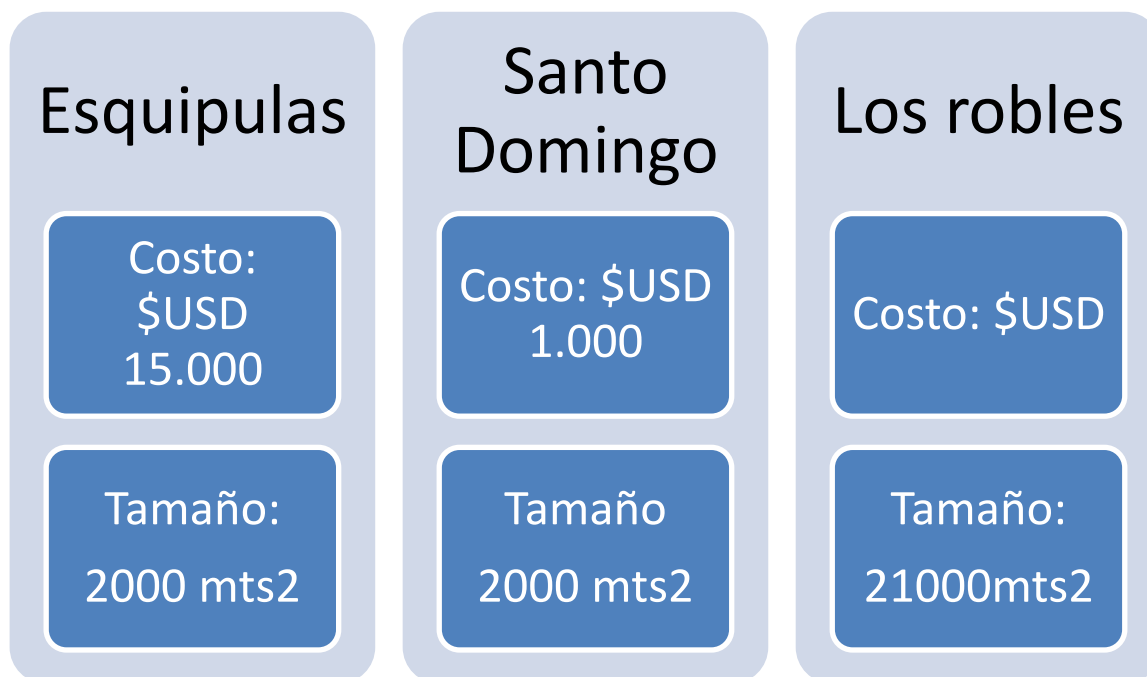 Esquipulas
Costo:
$USD
15.000
Tamaño:
2000 mts2
Santo
Domingo
Costo: $USD
1.000
Tamaño
2000 mts2
Los robles
Costo: $USD
Tamaño:
21000mts2